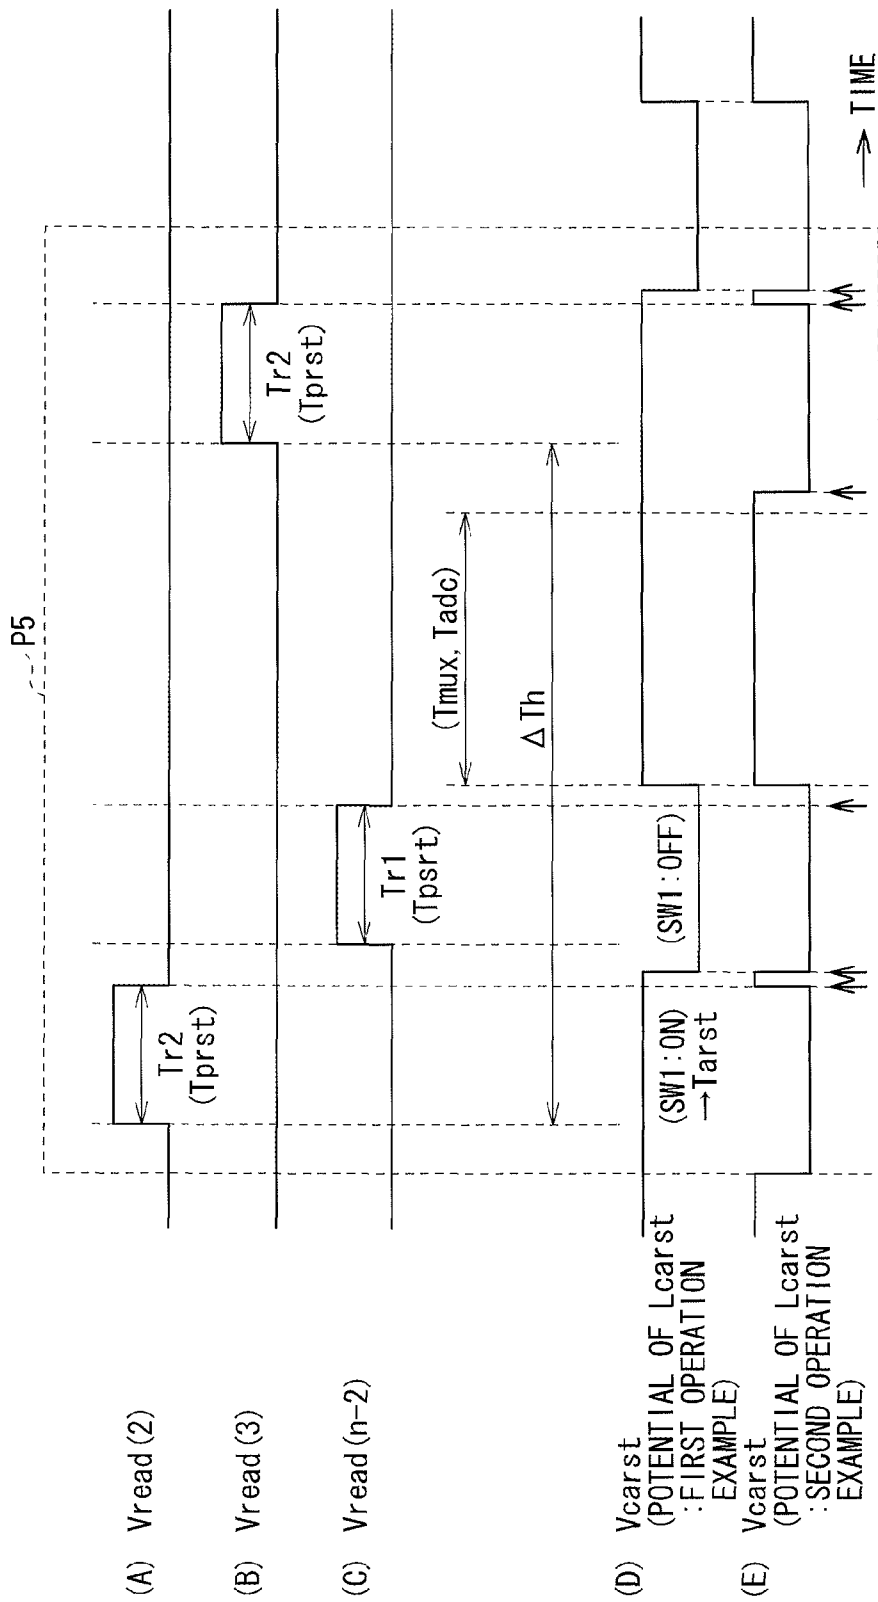 P5
(A) Vread(2)
Tr2
(Tprst)
(B) Vread(3)
Tr2
(Tprst)
(C) Vread(n-2)
Tr1
(Tpsrt)
(Tmux, Tadc)
ΔTh
(D) Vcarst
(POTENTIAL OF Lcarst
:FIRST OPERATION
EXAMPLE)
(SW1:ON)
→Tarst
(SW1:OFF)
(E) Vcarst
(POTENTIAL OF Lcarst
:SECOND OPERATION
EXAMPLE)
→ TIME